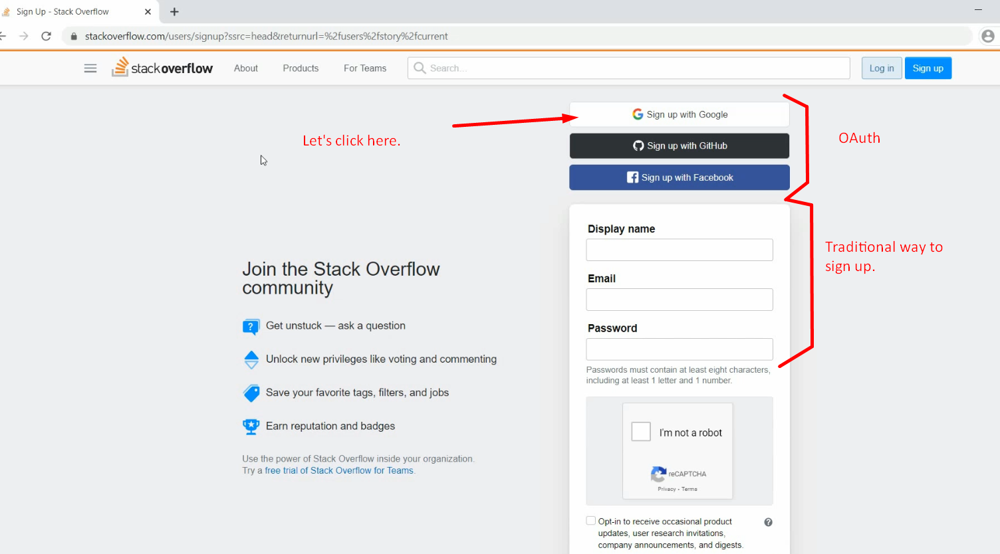 Sign Up - Stack Overflow
stackoverflow.com/users/signup?ssrc=head&returnurl=%2fusers%2fstory%2fcurrent
stackoverflow About Products For Teams Search... Log in Sign up
Sign up with Google
Let's click here.
OAuth
Sign up with GitHub
Sign up with Facebook
Display name
Traditional way to
sign up.
Email
Password
Passwords must contain at least eight characters,
including at least 1 letter and 1 number.
I'm not a robot
reCAPTCHA
Privacy - Terms
Opt-in to receive occasional product
updates, user research invitations,
company announcements, and digests.
Join the Stack Overflow
community
Get unstuck — ask a question
Unlock new privileges like voting and commenting
Save your favorite tags, filters, and jobs
Earn reputation and badges
Use the power of Stack Overflow inside your organization.
Try a free trial of Stack Overflow for Teams.